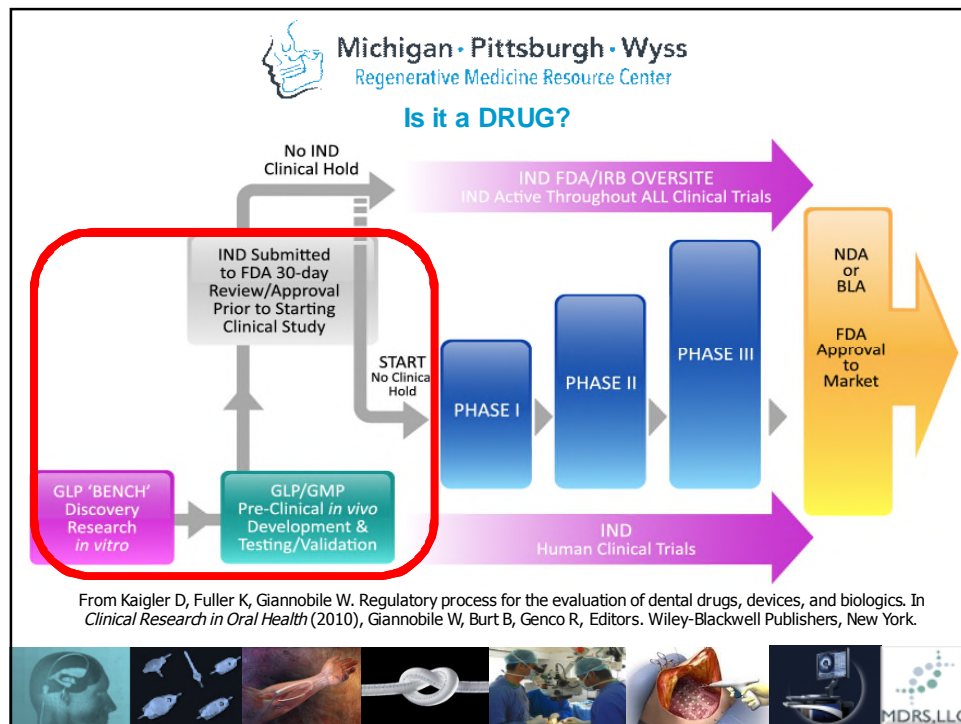 Michigan · Pittsburgh · Wyss
Regenerative Medicine Resource Center
Is it a DRUG?
No IND
Clinical Hold
IND FDA/IRB OVERSITE
IND Active Throughout ALL Clinical Trials
IND Submitted
to FDA 30-day
Review/Approval
Prior to Starting
Clinical Study
START
No Clinical
Hold
PHASE I
PHASE II
PHASE III
NDA
or
BLA
FDA
Approval
to
Market
GLP 'BENCH'
Discovery
Research
in vitro
GLP/GMP
Pre-Clinical in vivo
Development &
Testing/Validation
IND
Human Clinical Trials
From Kaigler D, Fuller K, Giannobile W. Regulatory process for the evaluation of dental drugs, devices, and biologics. In
Clinical Research in Oral Health (2010), Giannobile W, Burt B, Genco R, Editors. Wiley-Blackwell Publishers, New York.
MDRS,LLC